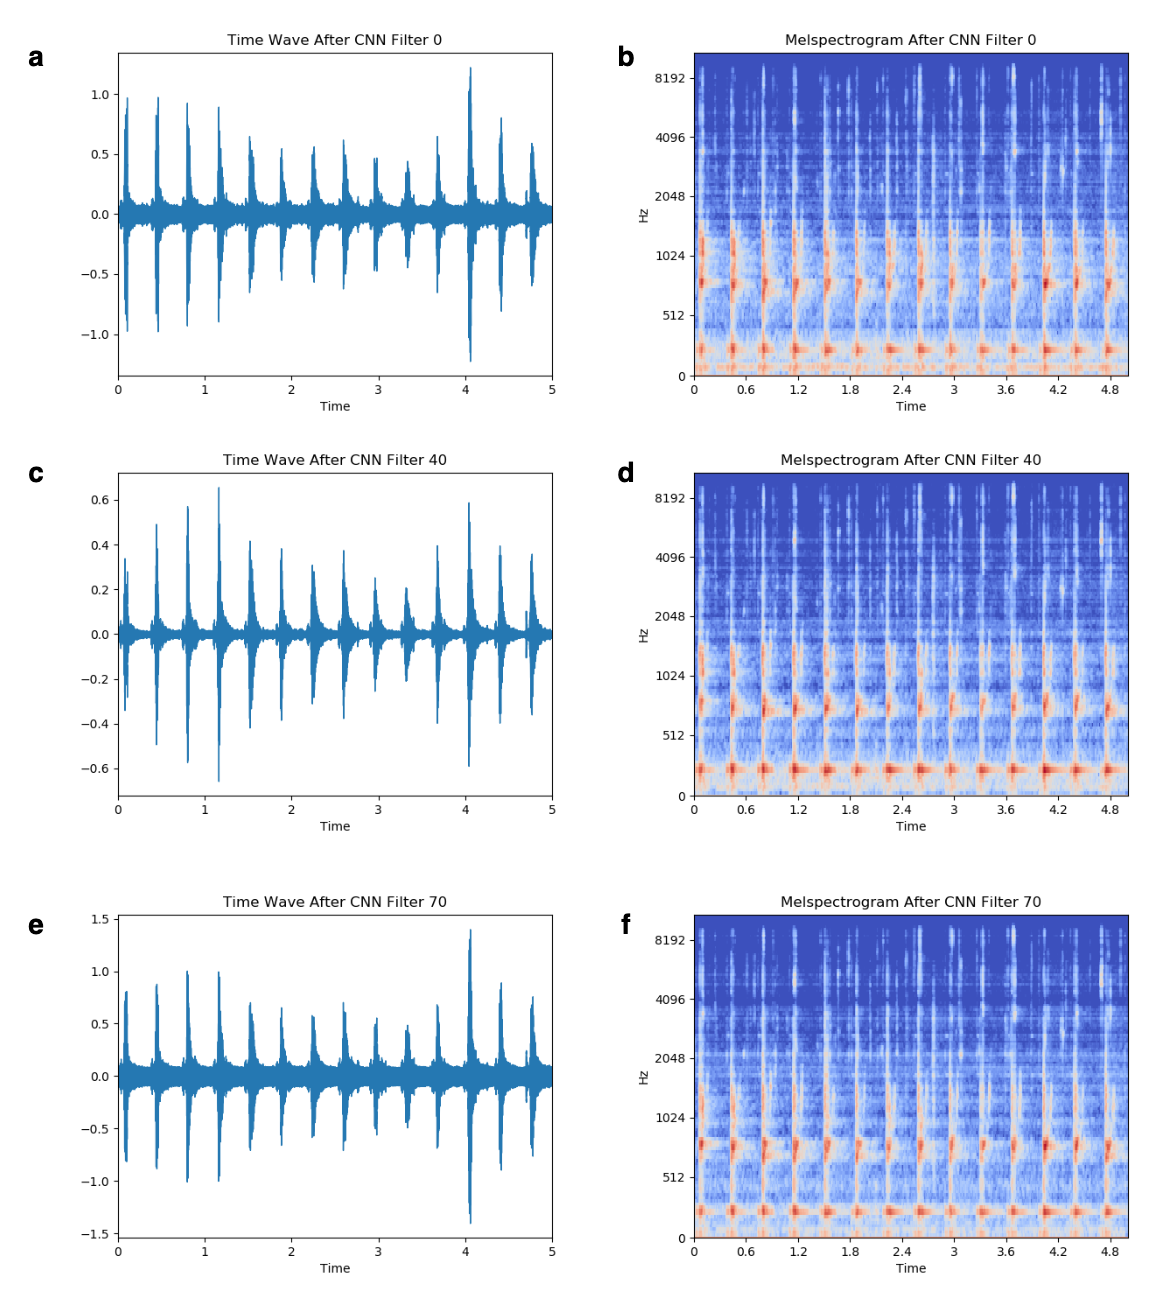 a
Time Wave After CNN Filter 0
1.0
0.5
0.0
−0.5
−1.0
0 1 2 3 4 5
Time
b
Melspectrogram After CNN Filter 0
8192
4096
2048
1024
512
0
Hz
0 0.6 1.2 1.8 2.4 3 3.6 4.2 4.8
Time
c
Time Wave After CNN Filter 40
0.6
0.4
0.2
0.0
−0.2
−0.4
−0.6
0 1 2 3 4 5
Time
d
Melspectrogram After CNN Filter 40
8192
4096
2048
1024
512
0
Hz
0 0.6 1.2 1.8 2.4 3 3.6 4.2 4.8
Time
e
Time Wave After CNN Filter 70
1.5
1.0
0.5
0.0
−0.5
−1.0
−1.5
0 1 2 3 4 5
Time
f
Melspectrogram After CNN Filter 70
8192
4096
2048
1024
512
0
Hz
0 0.6 1.2 1.8 2.4 3 3.6 4.2 4.8
Time